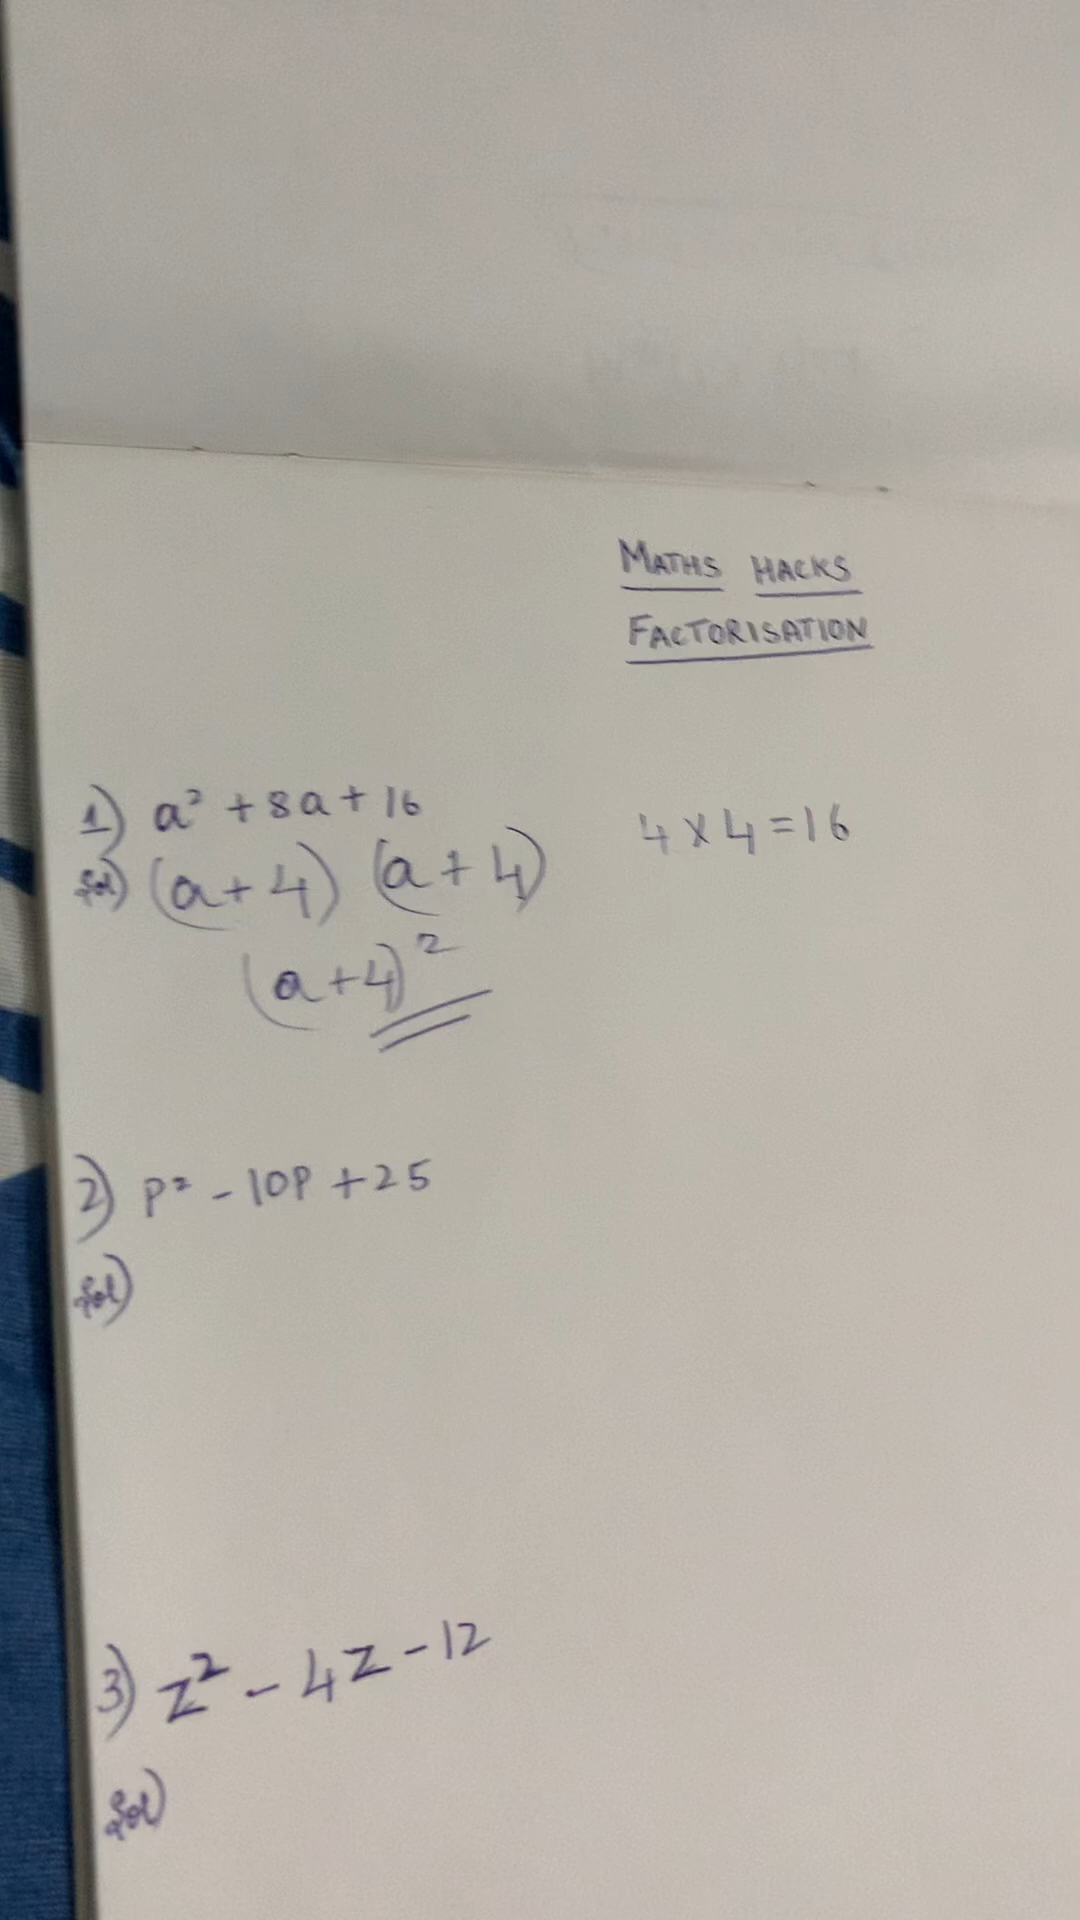 MATHS HACKS
FACTORISATION
1) a² + 8a + 16
4 x 4 = 16
Sol) (a + 4) (a + 4)
(a + 4)²
2) P² - 10P + 25
Sol)
3) z² - 4z - 12
Sol)